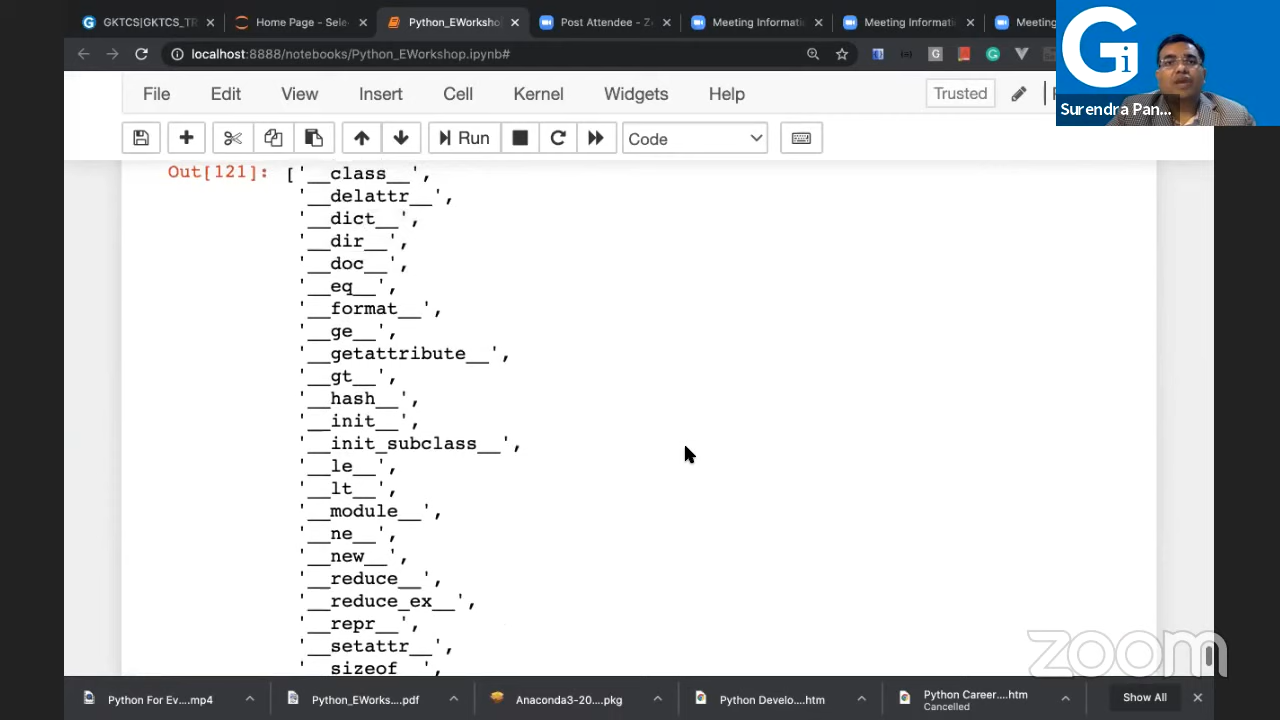 GKTCS|GKTCS_TR
Home Page - Sele
Python_EWorksho
Post Attendee - Z
Meeting Informati
Meeting Informati
Meeting
localhost:8888/notebooks/Python_EWorkshop.ipynb#
Gi
Surendra Pan...
File Edit View Insert Cell Kernel Widgets Help Trusted
Run Code
Out[121]: ['__class__',
'__delattr__',
'__dict__',
'__dir__',
'__doc__',
'__eq__',
'__format__',
'__ge__',
'__getattribute__',
'__gt__',
'__hash__',
'__init__',
'__init_subclass__',
'__le__',
'__lt__',
'__module__',
'__ne__',
'__new__',
'__reduce__',
'__reduce_ex__',
'__repr__',
'__setattr__',
'__sizeof__',
zoom
Python For Ev....mp4
Python_EWorks....pdf
Anaconda3-20....pkg
Python Develo....htm
Python Career....htm
Cancelled
Show All